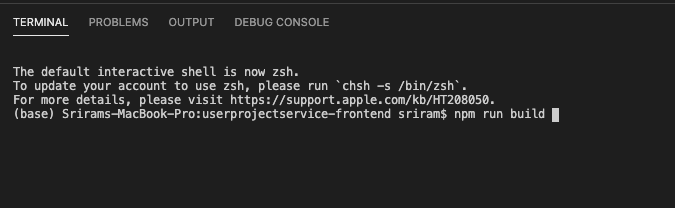 TERMINAL PROBLEMS OUTPUT DEBUG CONSOLE
The default interactive shell is now zsh.
To update your account to use zsh, please run `chsh -s /bin/zsh`.
For more details, please visit https://support.apple.com/kb/HT208050.
(base) Srirams-MacBook-Pro:userprojectservice-frontend sriram$ npm run build